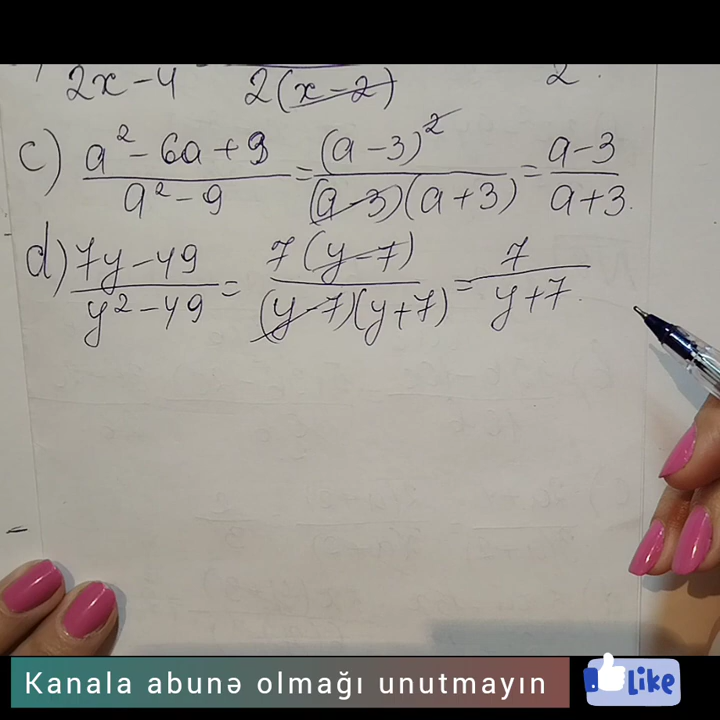 2x-4 2(x-2) 2.
c) a²-6a+9/a²-9 = (a-3)²/(a-3)(a+3) = a-3/a+3.
d) 7y-49/y²-49 = 7(y-7)/(y-7)(y+7) = 7/y+7.
Kanala abunə olmağı unutmayın
Like